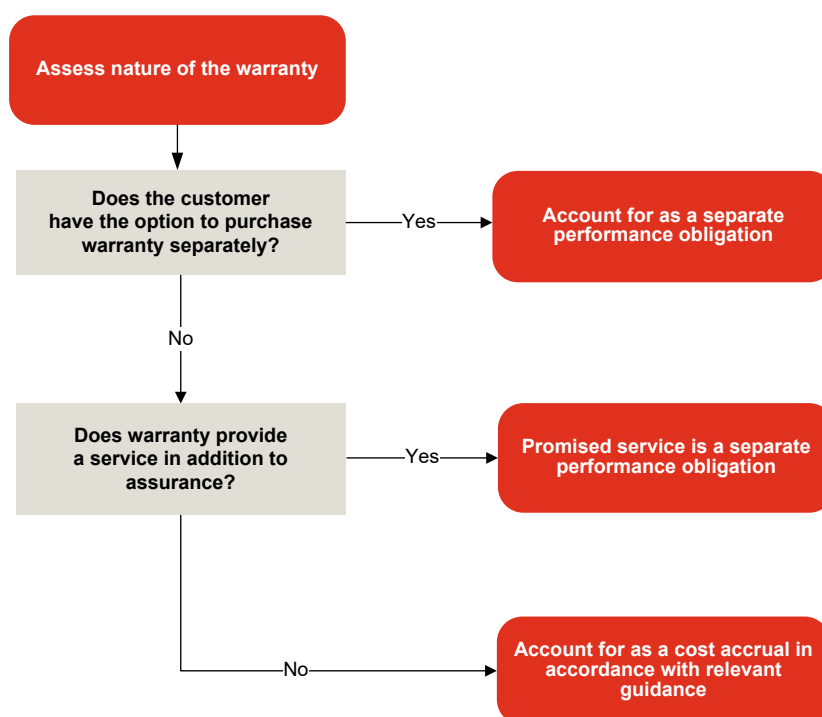 Assess nature of the warranty
Does the customer
have the option to purchase
warranty separately?
Yes
Account for as a separate
performance obligation
No
Does warranty provide
a service in addition to
assurance?
Yes
Promised service is a separate
performance obligation
No
Account for as a cost accrual in
accordance with relevant
guidance